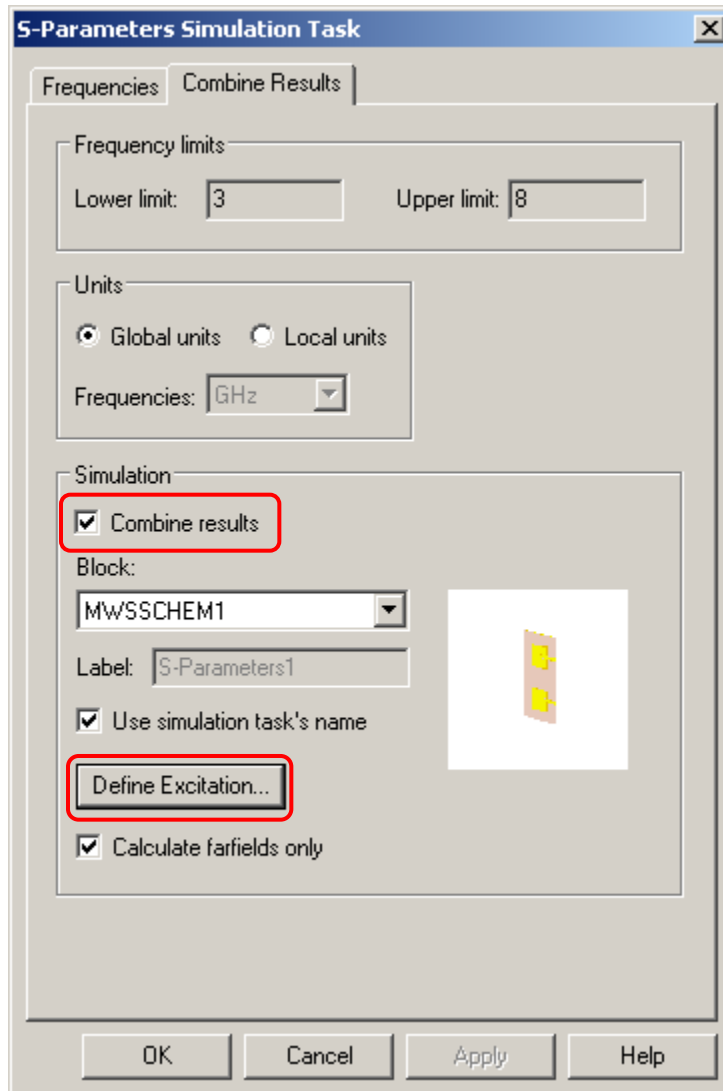 S-Parameters Simulation Task
Frequencies Combine Results
Frequency limits
Lower limit: 3 Upper limit: 8
Units
Global units Local units
Frequencies: GHz
Simulation
Combine results
Block:
MWSSCHEM1
Label: S-Parameters1
Use simulation task's name
Define Excitation...
Calculate farfields only
OK Cancel Apply Help